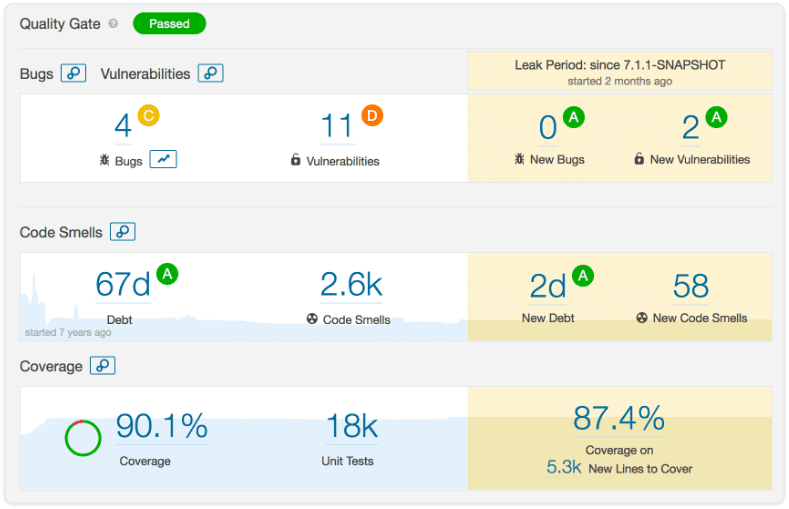 Quality Gate ? Passed
Leak Period: since 7.1.1-SNAPSHOT
started 2 months ago
Bugs Vulnerabilities
4 C 11 D 0 A 2 A
Bugs Vulnerabilities New Bugs New Vulnerabilities
Code Smells
67d A 2.6k 2d A 58
Debt Code Smells New Debt New Code Smells
started 7 years ago
Coverage
90.1% 18k 87.4%
Coverage Unit Tests Coverage on
5.3k New Lines to Cover